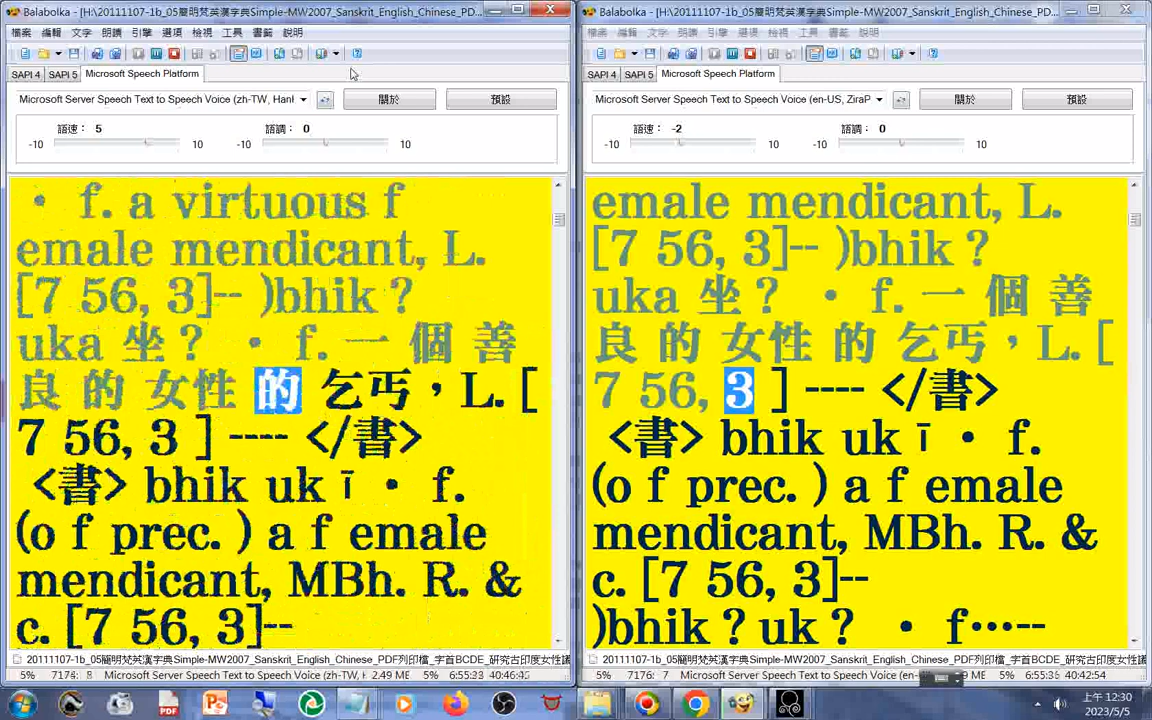 Balabolka - [H:\20111107-1b_05簡明梵英漢字典Simple-MW2007_Sanskrit_English_Chinese_PD...
檔案 編輯 文字 朗讀 引擎 選項 檢視 工具 書籤 說明
SAPI 4 SAPI 5 Microsoft Speech Platform
Microsoft Server Speech Text to Speech Voice (zh-TW, Hanl
關於 預設
語速： 5 語調： 0
-10 10 -10 10
• f. a virtuous f
emale mendicant, L.
[7 56, 3]-- )bhik ?
uka 坐 ? • f. 一 個 善
良 的 女性 的 乞丐，L. [
7 56, 3 ] ---- </書>
<書> bhik uk ī • f.
(o f prec. ) a f emale
mendicant, MBh. R. &
c. [7 56, 3]--
20111107-1b_05簡明梵英漢字典Simple-MW2007_Sanskrit_English_Chinese_PDF列印檔_字首BCDE_研究古印度女性議
5% 7174: 8 Microsoft Server Speech Text to Speech Voice (zh-TW, H 2.49 ME 5% 6:55:33 40:46:42
Balabolka - [H:\20111107-1b_05簡明梵英漢字典Simple-MW2007_Sanskrit_English_Chinese_PD...
檔案 編輯 文字 朗讀 引擎 選項 檢視 工具 書籤 說明
SAPI 4 SAPI 5 Microsoft Speech Platform
Microsoft Server Speech Text to Speech Voice (en-US, ZiraP
關於 預設
語速： -2 語調： 0
-10 10 -10 10
emale mendicant, L.
[7 56, 3]-- )bhik ?
uka 坐 ? • f. 一 個 善
良 的 女性 的 乞丐，L. [
7 56, 3 ] ---- </書>
<書> bhik uk ī • f.
(o f prec. ) a f emale
mendicant, MBh. R. &
c. [7 56, 3]--
)bhik ? uk ? • f⋯--
20111107-1b_05簡明梵英漢字典Simple-MW2007_Sanskrit_English_Chinese_PDF列印檔_字首BCDE_研究古印度女性議
5% 7176: 7 Microsoft Server Speech Text to Speech Voice (en- 9 ME 5% 6:55:35 40:42:54
上午 12:30
2023/5/5